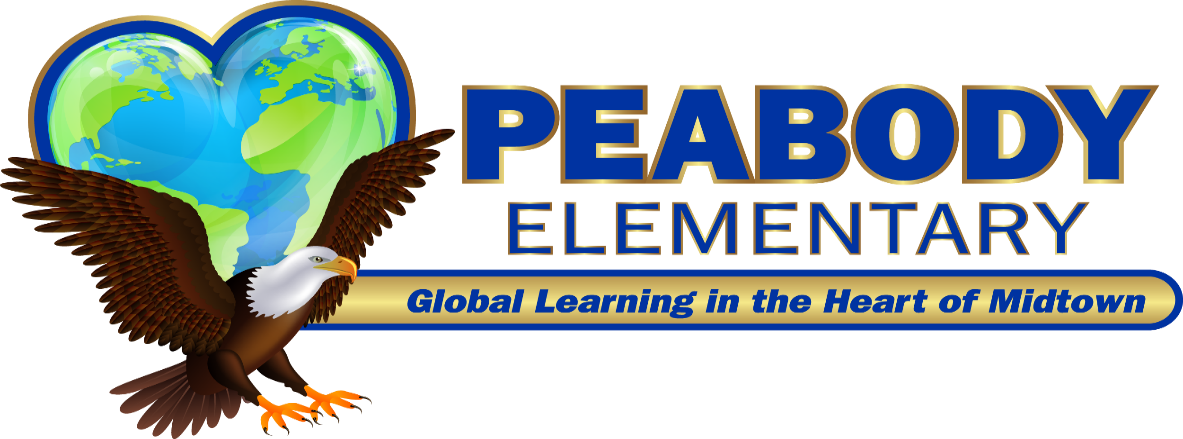 PEABODY
ELEMENTARY
Global Learning in the Heart of Midtown